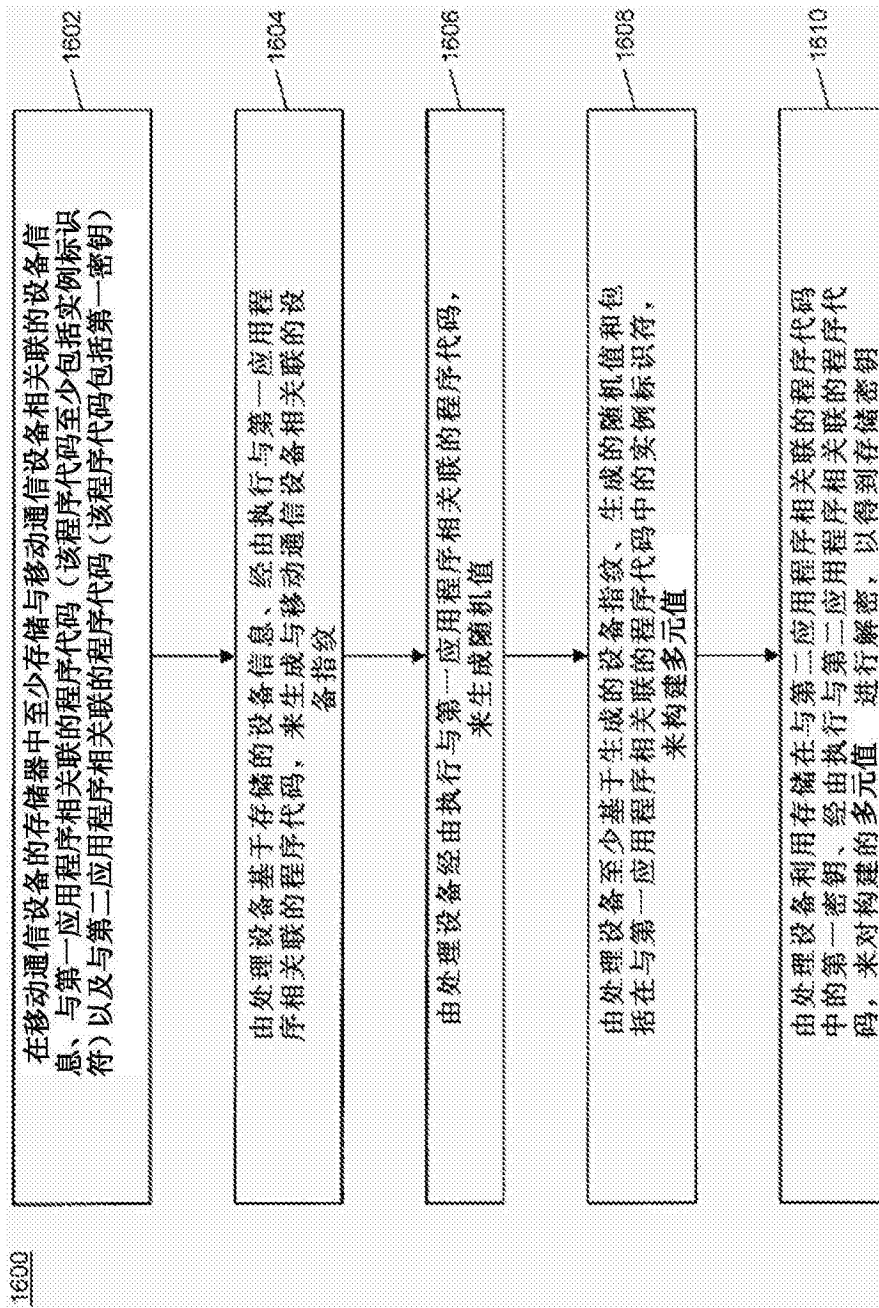 1600
在移动通信设备的存储器中至少存储与移动通信设备相关联的设备信
息、与第一应用程序相关联的程序代码（该程序代码至少包括实例标识
符）以及与第二应用程序相关联的程序代码（该程序代码包括第一密钥）
1602
由处理设备基于存储的设备信息、经由执行与第一应用程
序相关联的程序代码，来生成与移动通信设备相关联的设
备指纹
1604
由处理设备经由执行与第一应用程序相关联的程序代码，
来生成随机值
1606
由处理设备至少基于生成的设备指纹、生成的随机值和包
括在与第一应用程序相关联的程序代码中的实例标识符，
来构建多元值
1608
由处理设备利用存储在与第二应用程序相关联的程序代码
中的第一密钥、经由执行与第二应用程序相关联的程序代
码，来对构建的多元值 进行解密，以得到存储密钥
1610